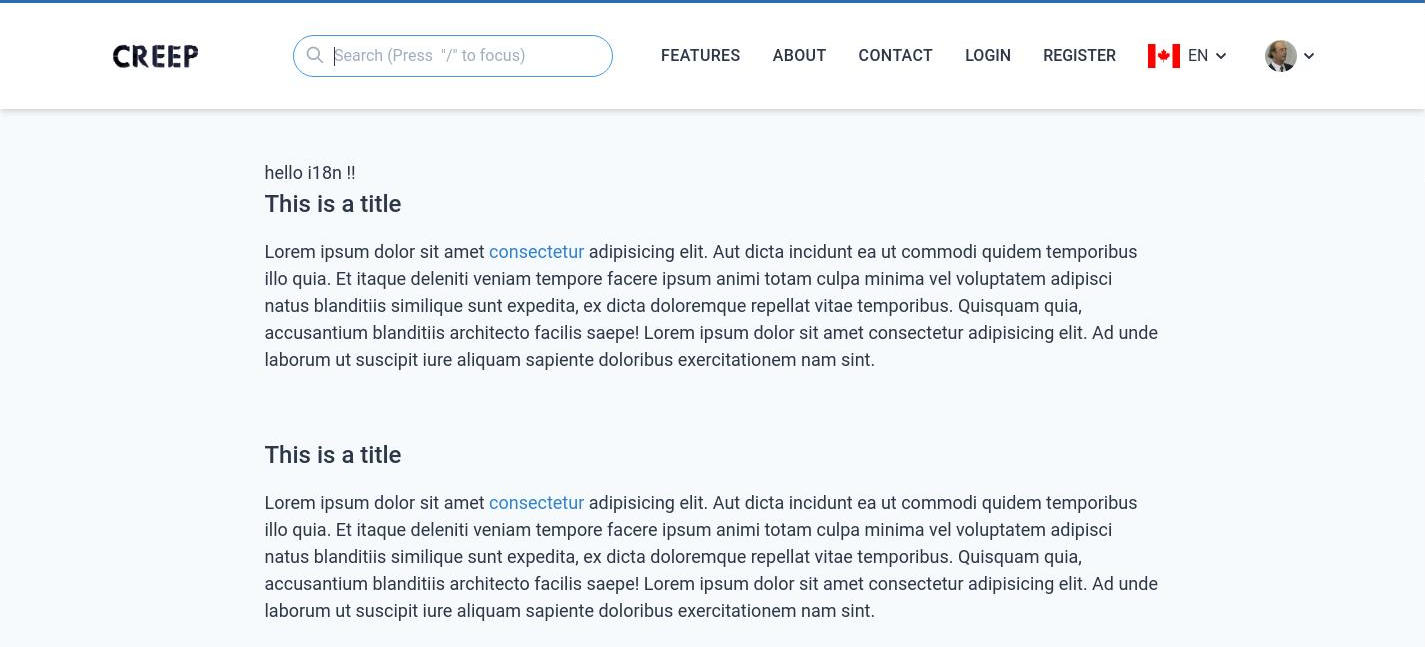 CREEP
Search (Press "/" to focus)
FEATURES
ABOUT
CONTACT
LOGIN
REGISTER
EN
hello i18n !!
This is a title
Lorem ipsum dolor sit amet consectetur adipisicing elit. Aut dicta incidunt ea ut commodi quidem temporibus
illo quia. Et itaque deleniti veniam tempore facere ipsum animi totam culpa minima vel voluptatem adipisci
natus blanditiis similique sunt expedita, ex dicta doloremque repellat vitae temporibus. Quisquam quia,
accusantium blanditiis architecto facilis saepe! Lorem ipsum dolor sit amet consectetur adipisicing elit. Ad unde
laborum ut suscipit iure aliquam sapiente doloribus exercitationem nam sint.
This is a title
Lorem ipsum dolor sit amet consectetur adipisicing elit. Aut dicta incidunt ea ut commodi quidem temporibus
illo quia. Et itaque deleniti veniam tempore facere ipsum animi totam culpa minima vel voluptatem adipisci
natus blanditiis similique sunt expedita, ex dicta doloremque repellat vitae temporibus. Quisquam quia,
accusantium blanditiis architecto facilis saepe! Lorem ipsum dolor sit amet consectetur adipisicing elit. Ad unde
laborum ut suscipit iure aliquam sapiente doloribus exercitationem nam sint.